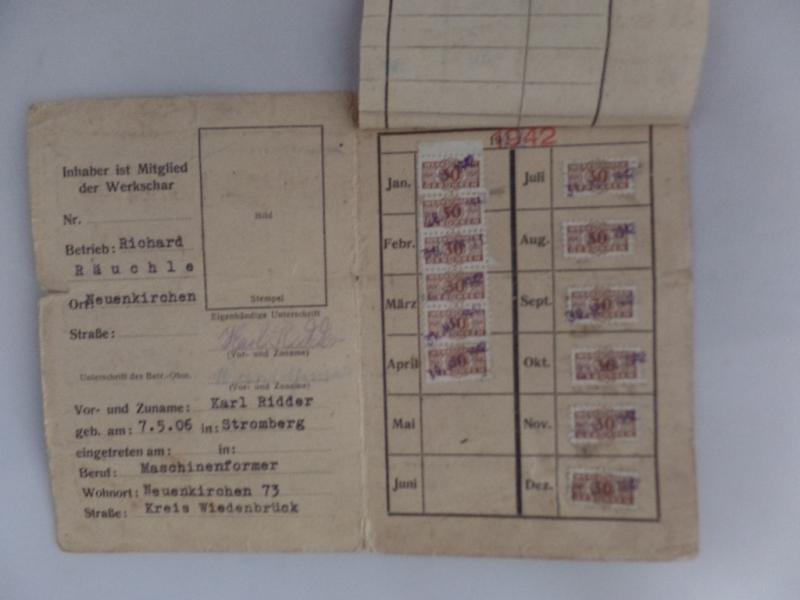 Inhaber ist Mitglied
der Werkschar
Nr.
Betrieb: Richard
Räuchle
Ort: Neuenkirchen
Straße:
Bild
Stempel
Eigenhändige Unterschrift
Karl Ridder
(Vor- und Zuname)
Unterschrift des Betr.-Obm.
(Vor- und Zuname)
Vor- und Zuname: Karl Ridder
geb. am: 7.5.06 in: Stromberg
eingetreten am: in:
Beruf: Maschinenformer
Wohnort: Neuenkirchen 73
Straße: Kreis Wiedenbrück
1942
Jan. 30
30
Febr. 30
30
März 30
April 30
Mai
Juni
Juli 30
Aug. 30
Sept. 30
Okt. 30
Nov. 30
Dez. 30